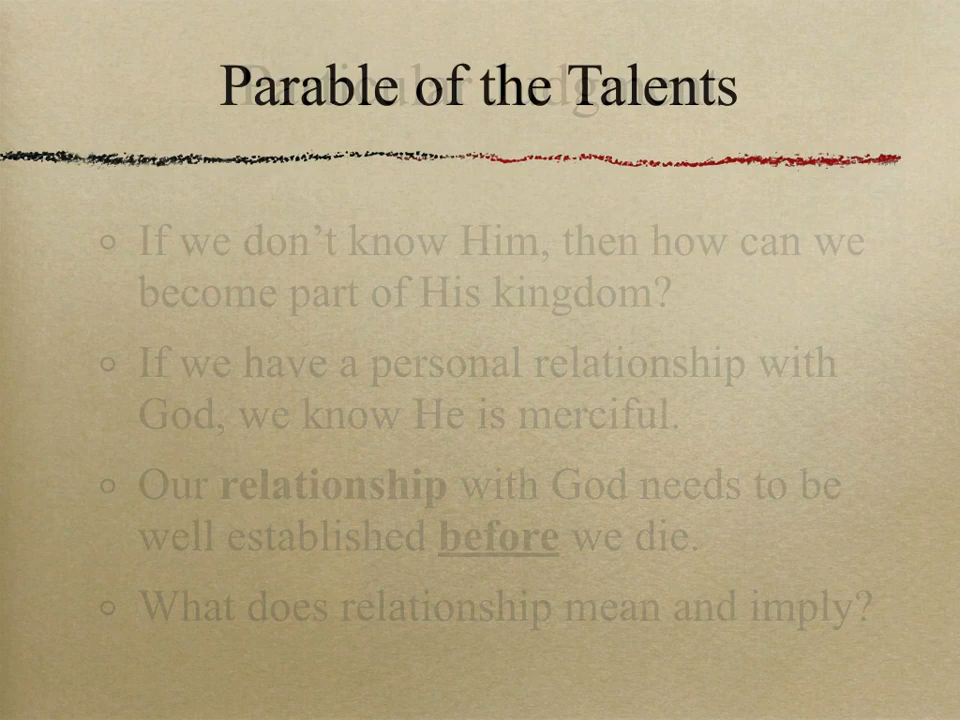 Parable of the Talents
If we don't know Him, then how can we
become part of His kingdom?
If we have a personal relationship with
God, we know He is merciful.
Our relationship with God needs to be
well established before we die.
What does relationship mean and imply?